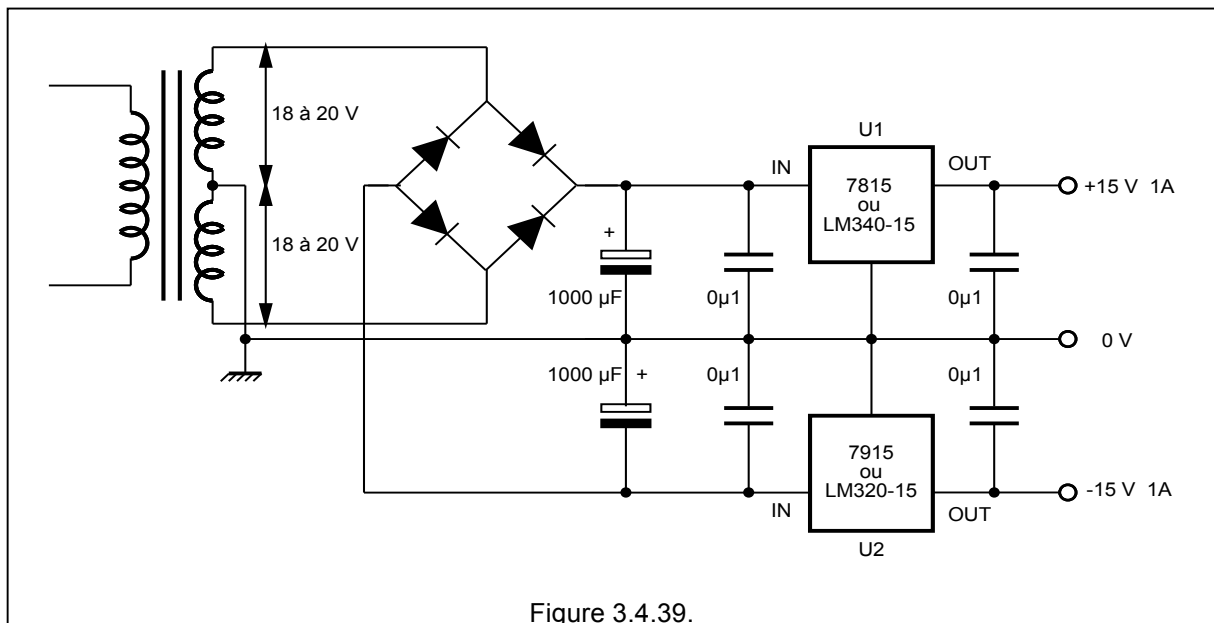 18 à 20 V
18 à 20 V
+
1000 µF
1000 µF +
0µ1
0µ1
IN
U1
7815
ou
LM340-15
OUT
0µ1
+15 V 1A
0 V
0µ1
7915
ou
LM320-15
IN
OUT
U2
-15 V 1A
Figure 3.4.39.